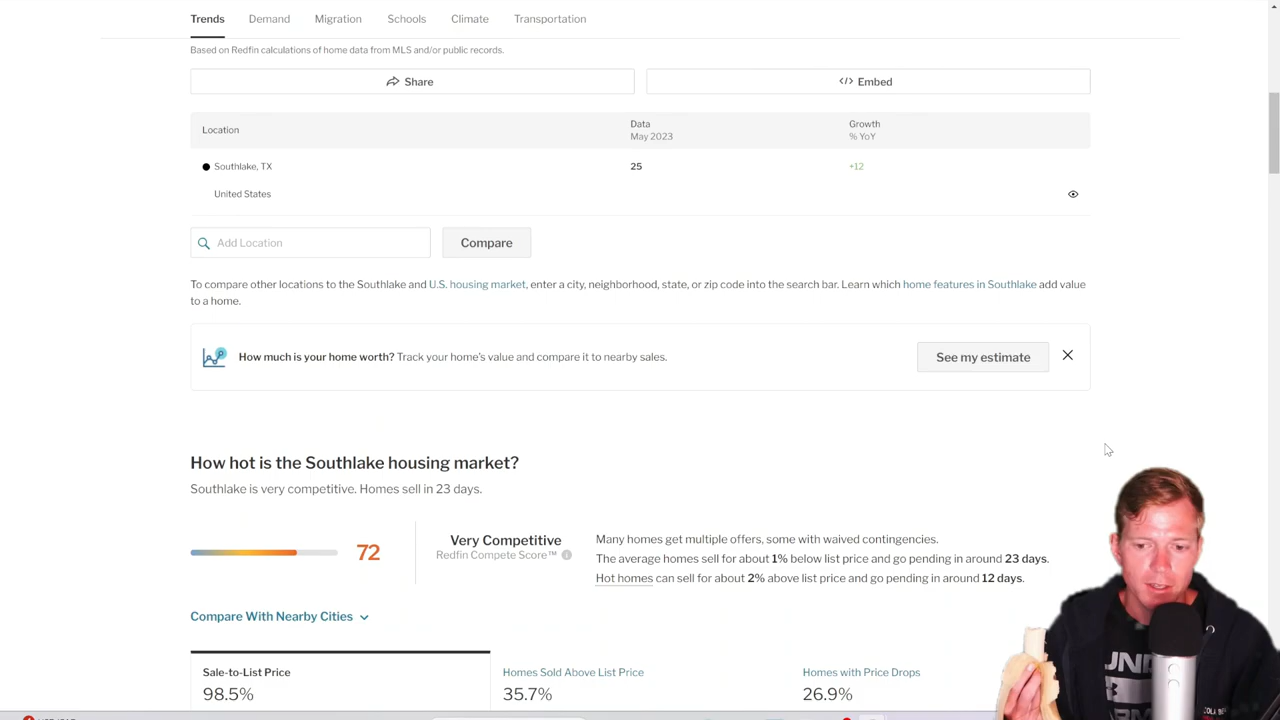 Trends Demand Migration Schools Climate Transportation
Based on Redfin calculations of home data from MLS and/or public records.
Share
</> Embed
Location
Data
May 2023
Growth
% YoY
Southlake, TX 25 +12
United States
Add Location
Compare
To compare other locations to the Southlake and U.S. housing market, enter a city, neighborhood, state, or zip code into the search bar. Learn which home features in Southlake add value
to a home.
How much is your home worth? Track your home's value and compare it to nearby sales.
See my estimate
How hot is the Southlake housing market?
Southlake is very competitive. Homes sell in 23 days.
72
Very Competitive
Redfin Compete Score™
Many homes get multiple offers, some with waived contingencies.
The average homes sell for about 1% below list price and go pending in around 23 days.
Hot homes can sell for about 2% above list price and go pending in around 12 days.
Compare With Nearby Cities
Sale-to-List Price
98.5%
Homes Sold Above List Price
35.7%
Homes with Price Drops
26.9%